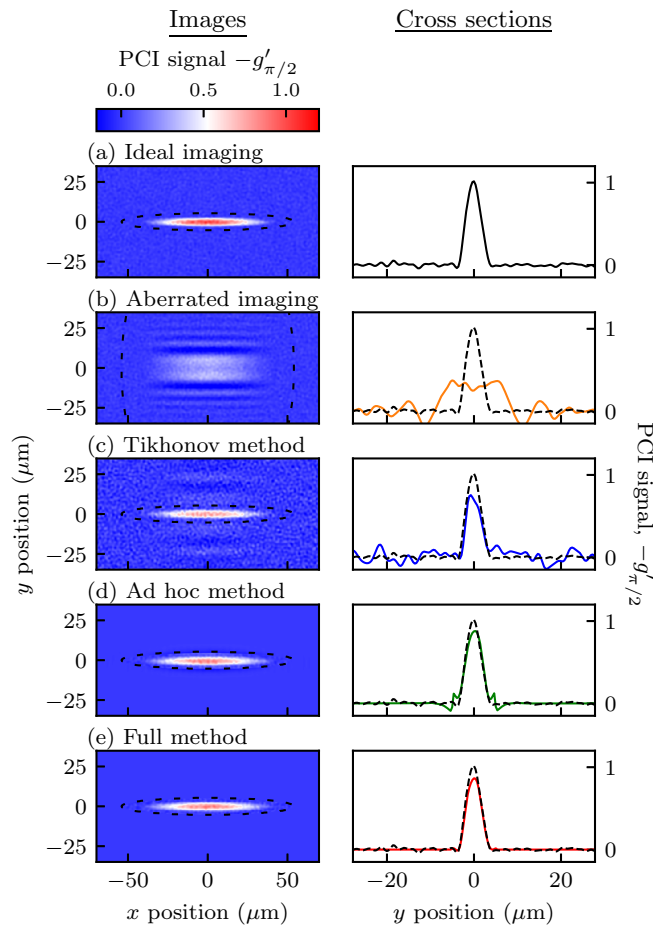 Images
Cross sections
PCI signal −g′π/2
0.0 0.5 1.0
(a) Ideal imaging
25
0
−25
1
0
(b) Aberrated imaging
25
0
−25
1
0
(c) Tikhonov method
25
0
−25
1
0
(d) Ad hoc method
25
0
−25
1
0
(e) Full method
25
0
−25
1
0
−50 0 50
−20 0 20
x position (μm)
y position (μm)
y position (μm)
PCI signal, −g′π/2